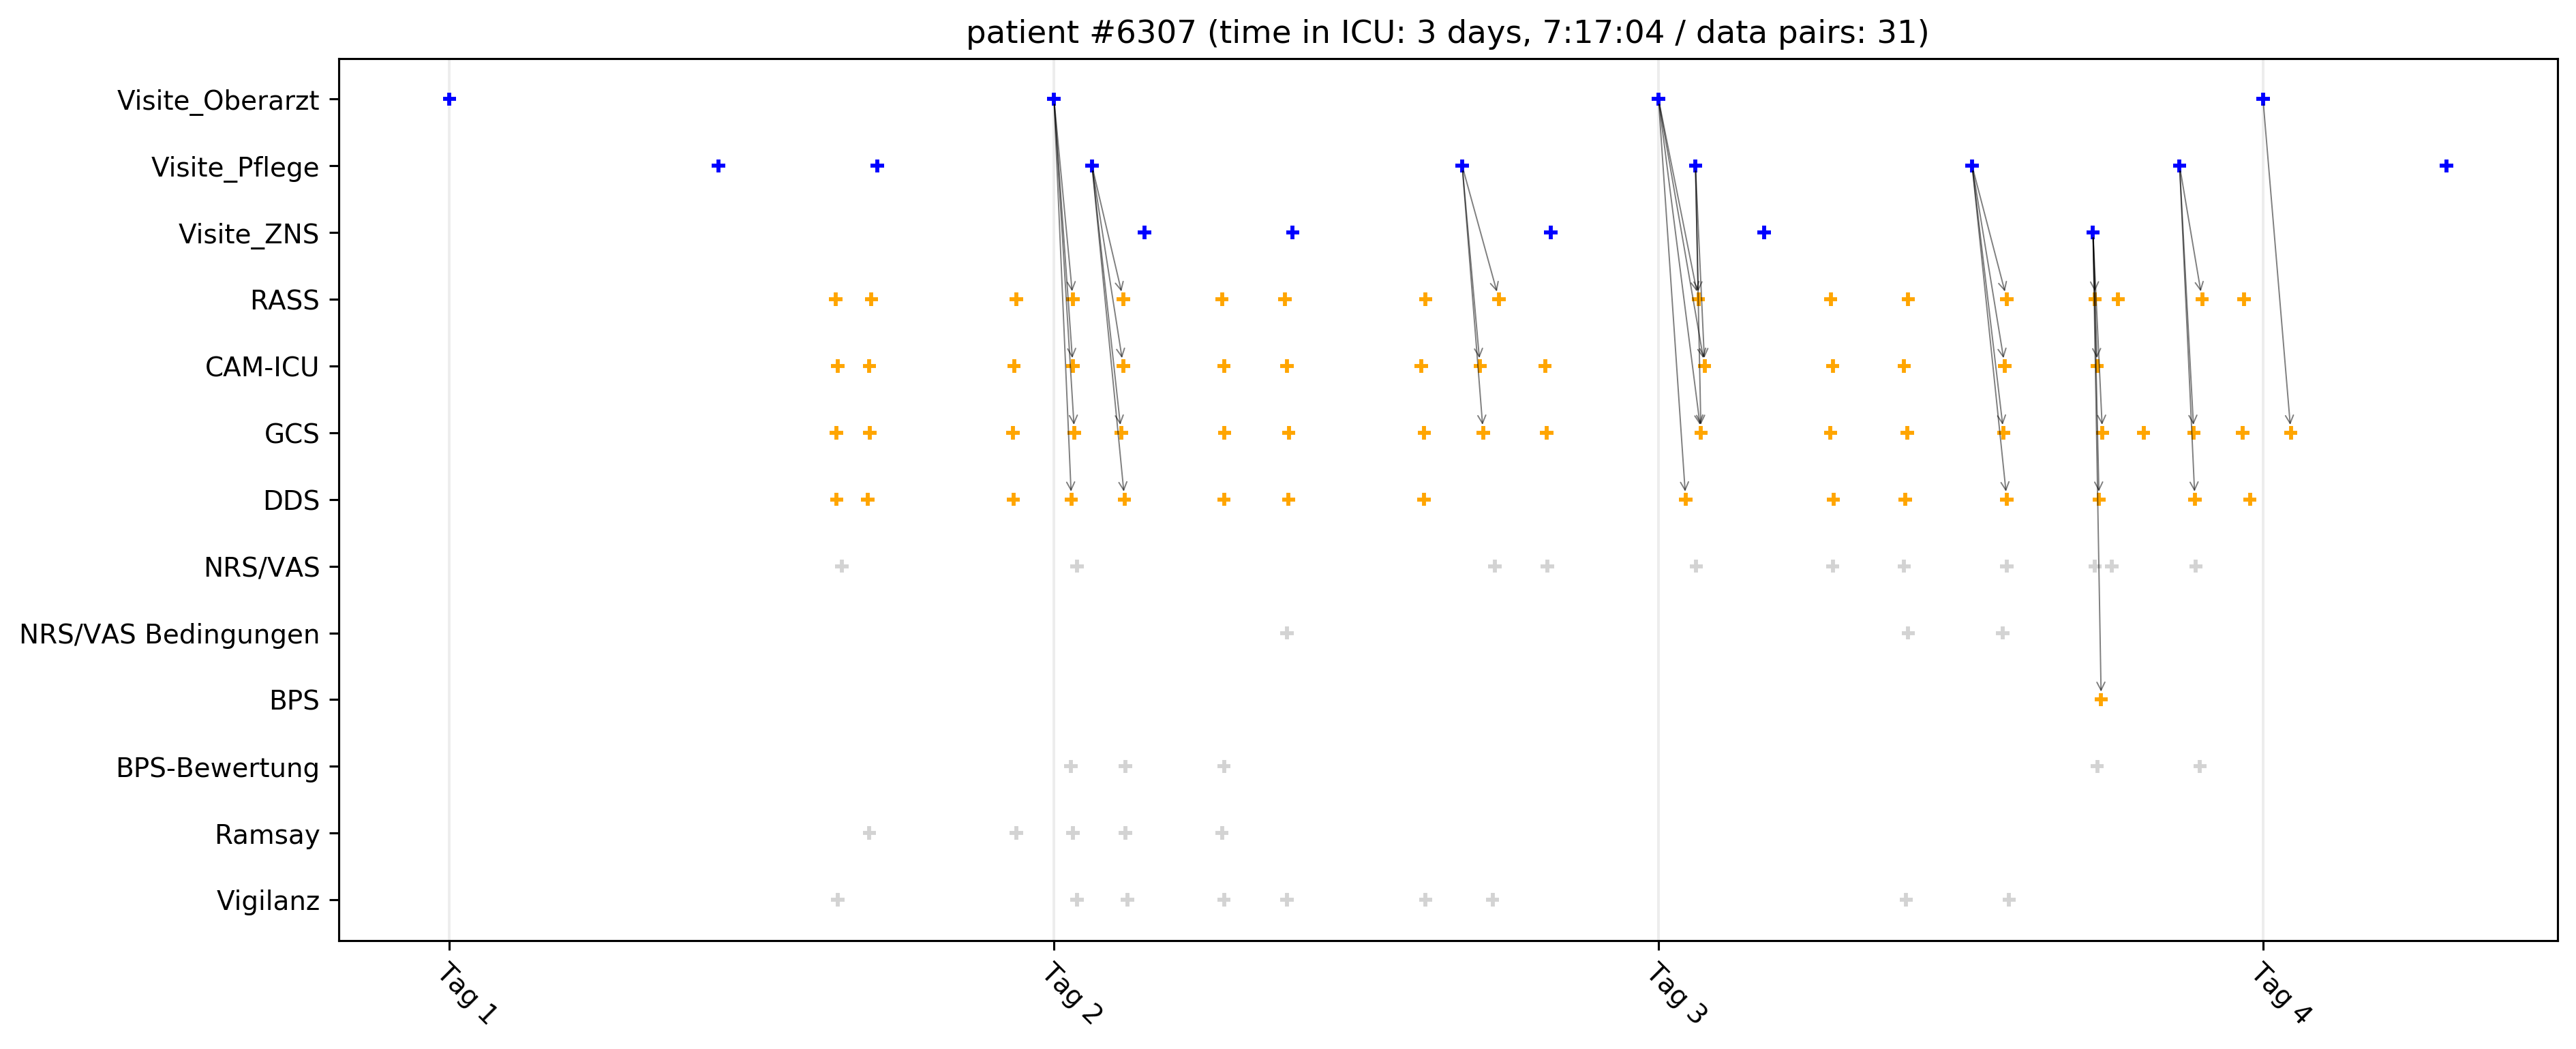 patient #6307 (time in ICU: 3 days, 7:17:04 / data pairs: 31)
Visite_Oberarzt
Visite_Pflege
Visite_ZNS
RASS
CAM-ICU
GCS
DDS
NRS/VAS
NRS/VAS Bedingungen
BPS
BPS-Bewertung
Ramsay
Vigilanz
Tag 1
Tag 2
Tag 3
Tag 4